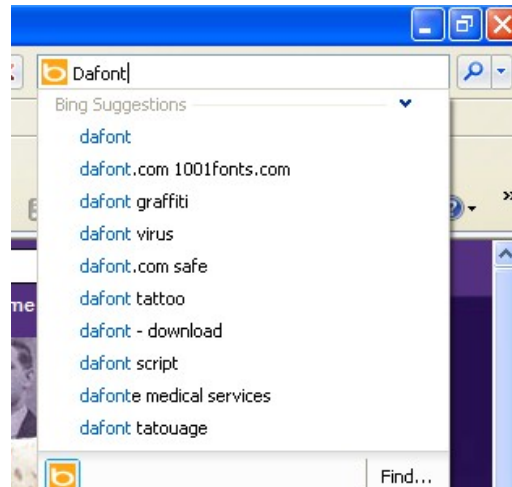 Dafont
Bing Suggestions
dafont
dafont.com 1001fonts.com
dafont graffiti
dafont virus
dafont.com safe
dafont tattoo
dafont - download
dafont script
dafonte medical services
dafont tatouage
me
Find...